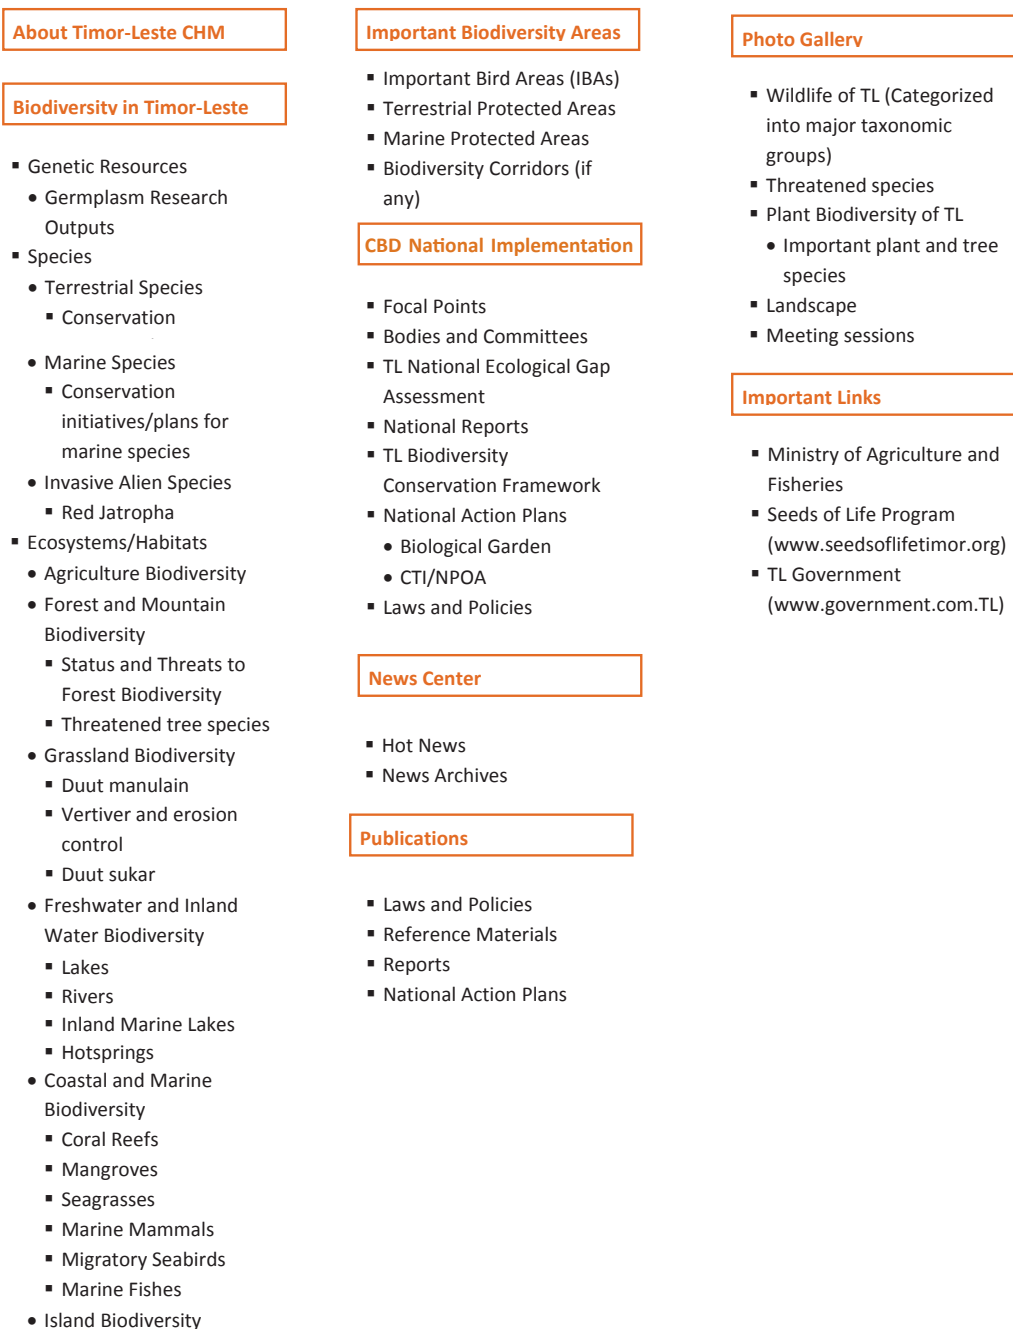 About Timor-Leste CHM
Biodiversity in Timor-Leste
▪ Genetic Resources
• Germplasm Research
Outputs
▪ Species
• Terrestrial Species
▪ Conservation
• Marine Species
▪ Conservation
initiatives/plans for
marine species
• Invasive Alien Species
▪ Red Jatropha
▪ Ecosystems/Habitats
• Agriculture Biodiversity
• Forest and Mountain
Biodiversity
▪ Status and Threats to
Forest Biodiversity
▪ Threatened tree species
• Grassland Biodiversity
▪ Duut manulain
▪ Vertiver and erosion
control
▪ Duut sukar
• Freshwater and Inland
Water Biodiversity
▪ Lakes
▪ Rivers
▪ Inland Marine Lakes
▪ Hotsprings
• Coastal and Marine
Biodiversity
▪ Coral Reefs
▪ Mangroves
▪ Seagrasses
▪ Marine Mammals
▪ Migratory Seabirds
▪ Marine Fishes
• Island Biodiversity
Important Biodiversity Areas
▪ Important Bird Areas (IBAs)
▪ Terrestrial Protected Areas
▪ Marine Protected Areas
▪ Biodiversity Corridors (if
any)
CBD National Implementation
▪ Focal Points
▪ Bodies and Committees
▪ TL National Ecological Gap
Assessment
▪ National Reports
▪ TL Biodiversity
Conservation Framework
▪ National Action Plans
• Biological Garden
• CTI/NPOA
▪ Laws and Policies
News Center
▪ Hot News
▪ News Archives
Publications
▪ Laws and Policies
▪ Reference Materials
▪ Reports
▪ National Action Plans
Photo Gallery
▪ Wildlife of TL (Categorized
into major taxonomic
groups)
▪ Threatened species
▪ Plant Biodiversity of TL
• Important plant and tree
species
▪ Landscape
▪ Meeting sessions
Important Links
▪ Ministry of Agriculture and
Fisheries
▪ Seeds of Life Program
(www.seedsoflifetimor.org)
▪ TL Government
(www.government.com.TL)